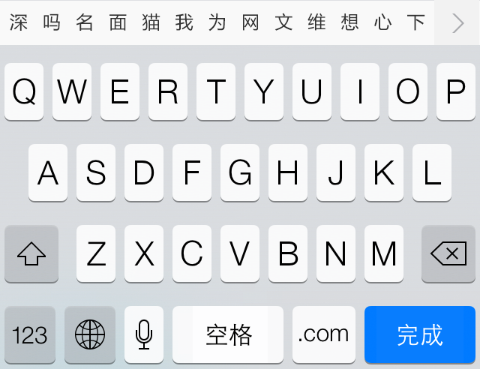 深 吗 名 面 猫 我 为 网 文 维 想 心 下
Q W E R T Y U I O P
A S D F G H J K L
Z X C V B N M
123 空格 .com 完成